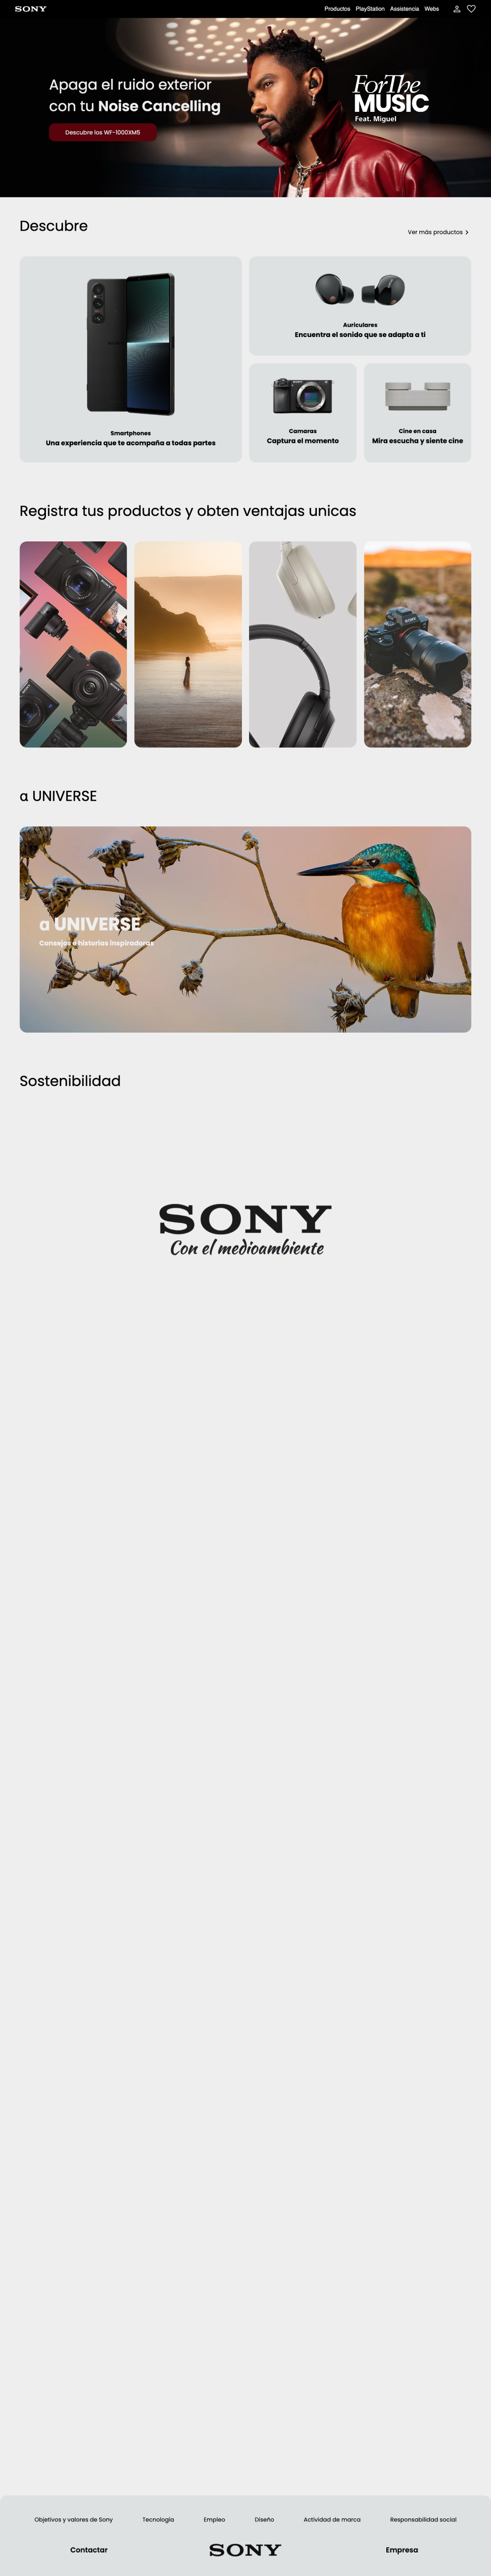 SONY
Productos PlayStation Assistencia Webs
Apaga el ruido exterior
con tu Noise Cancelling
Descubre los WF-1000XM5
For The
MUSIC
Feat. Miguel
Descubre
Ver más productos
Smartphones
Una experiencia que te acompaña a todas partes
Auriculares
Encuentra el sonido que se adapta a ti
Camaras
Captura el momento
Cine en casa
Mira escucha y siente cine
Registra tus productos y obten ventajas unicas
α UNIVERSE
α UNIVERSE
Consejos e historias inspiradoras
Sostenibilidad
SONY
Con el medioambiente
Objetivos y valores de Sony
Tecnología
Empleo
Diseño
Actividad de marca
Responsabilidad social
Contactar
SONY
Empresa